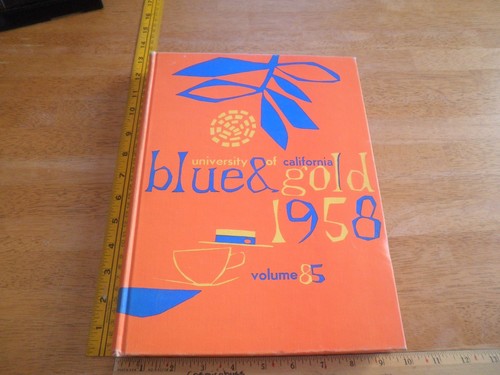 university of california
blue & gold
1958
volume 85